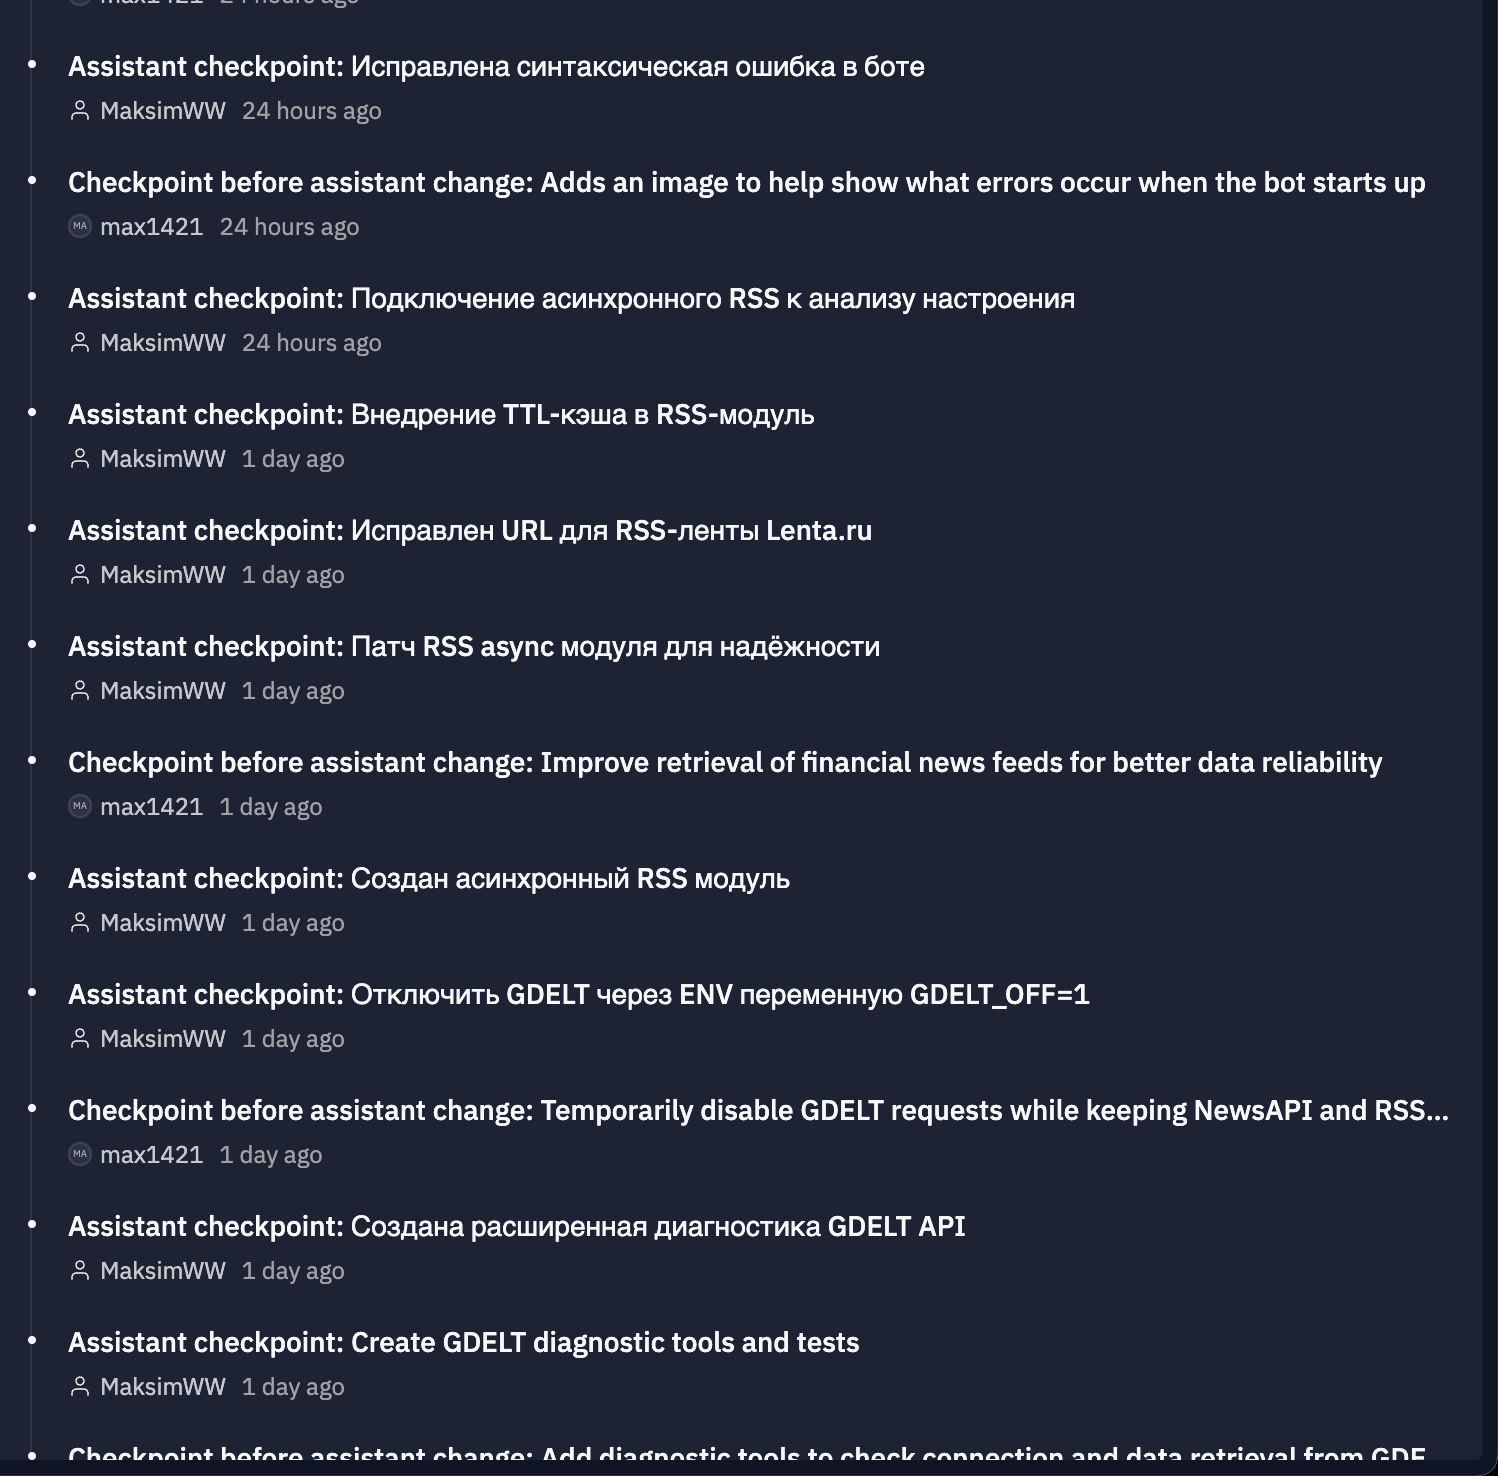 max1421 24 hours ago
Assistant checkpoint: Исправлена синтаксическая ошибка в боте
MaksimWW 24 hours ago
Checkpoint before assistant change: Adds an image to help show what errors occur when the bot starts up
MA max1421 24 hours ago
Assistant checkpoint: Подключение асинхронного RSS к анализу настроения
MaksimWW 24 hours ago
Assistant checkpoint: Внедрение TTL-кэша в RSS-модуль
MaksimWW 1 day ago
Assistant checkpoint: Исправлен URL для RSS-ленты Lenta.ru
MaksimWW 1 day ago
Assistant checkpoint: Патч RSS async модуля для надёжности
MaksimWW 1 day ago
Checkpoint before assistant change: Improve retrieval of financial news feeds for better data reliability
MA max1421 1 day ago
Assistant checkpoint: Создан асинхронный RSS модуль
MaksimWW 1 day ago
Assistant checkpoint: Отключить GDELT через ENV переменную GDELT_OFF=1
MaksimWW 1 day ago
Checkpoint before assistant change: Temporarily disable GDELT requests while keeping NewsAPI and RSS...
MA max1421 1 day ago
Assistant checkpoint: Создана расширенная диагностика GDELT API
MaksimWW 1 day ago
Assistant checkpoint: Create GDELT diagnostic tools and tests
MaksimWW 1 day ago
Checkpoint before assistant change: Add diagnostic tools to check connection and data retrieval from GDE